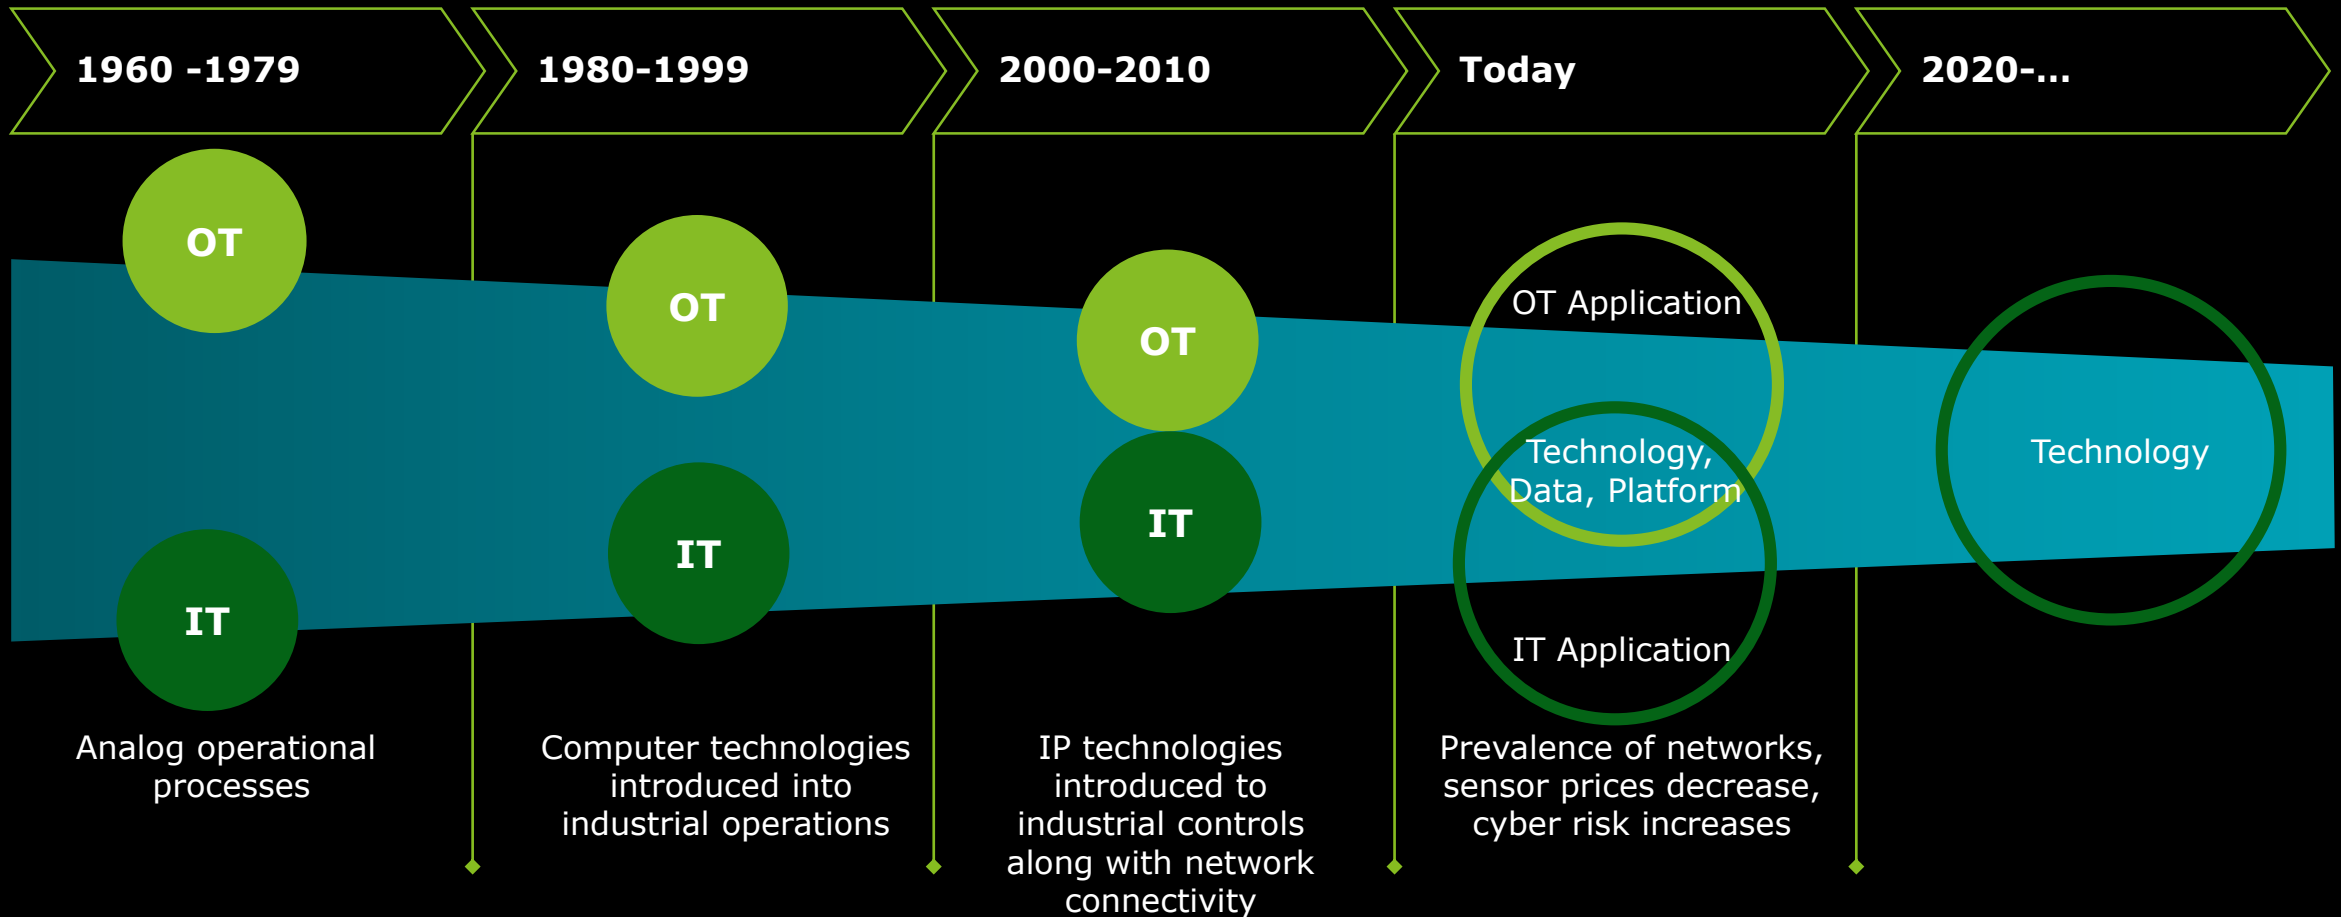 1960 -1979
1980-1999
2000-2010
Today
2020-...
OT
IT
OT
IT
OT
IT
OT Application
Technology,
Data, Platform
IT Application
Technology
Analog operational
processes
Computer technologies
introduced into
industrial operations
IP technologies
introduced to
industrial controls
along with network
connectivity
Prevalence of networks,
sensor prices decrease,
cyber risk increases